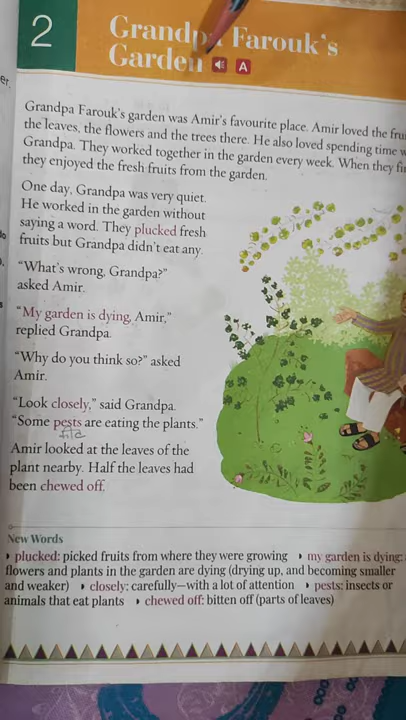 2
Grandpa Farouk's
Garden
A
er.
Grandpa Farouk's garden was Amir's favourite place. Amir loved the
the leaves, the flowers and the trees there. He also loved spending time
Grandpa. They worked together in the garden every week. When they
they enjoyed the fresh fruits from the garden.
One day, Grandpa was very quiet.
He worked in the garden without
saying a word. They plucked fresh
fruits but Grandpa didn't eat any.
"What's wrong, Grandpa?"
asked Amir.
"My garden is dying, Amir,"
replied Grandpa.
"Why do you think so?" asked
Amir.
"Look closely," said Grandpa.
"Some pests are eating the plants."
Amir looked at the leaves of the
plant nearby. Half the leaves had
been chewed off.
New Words
plucked: picked fruits from where they were growing my garden is dying:
flowers and plants in the garden are dying (drying up, and becoming smaller
and weaker) closely: carefully—with a lot of attention pests: insects or
animals that eat plants chewed off: bitten off (parts of leaves)